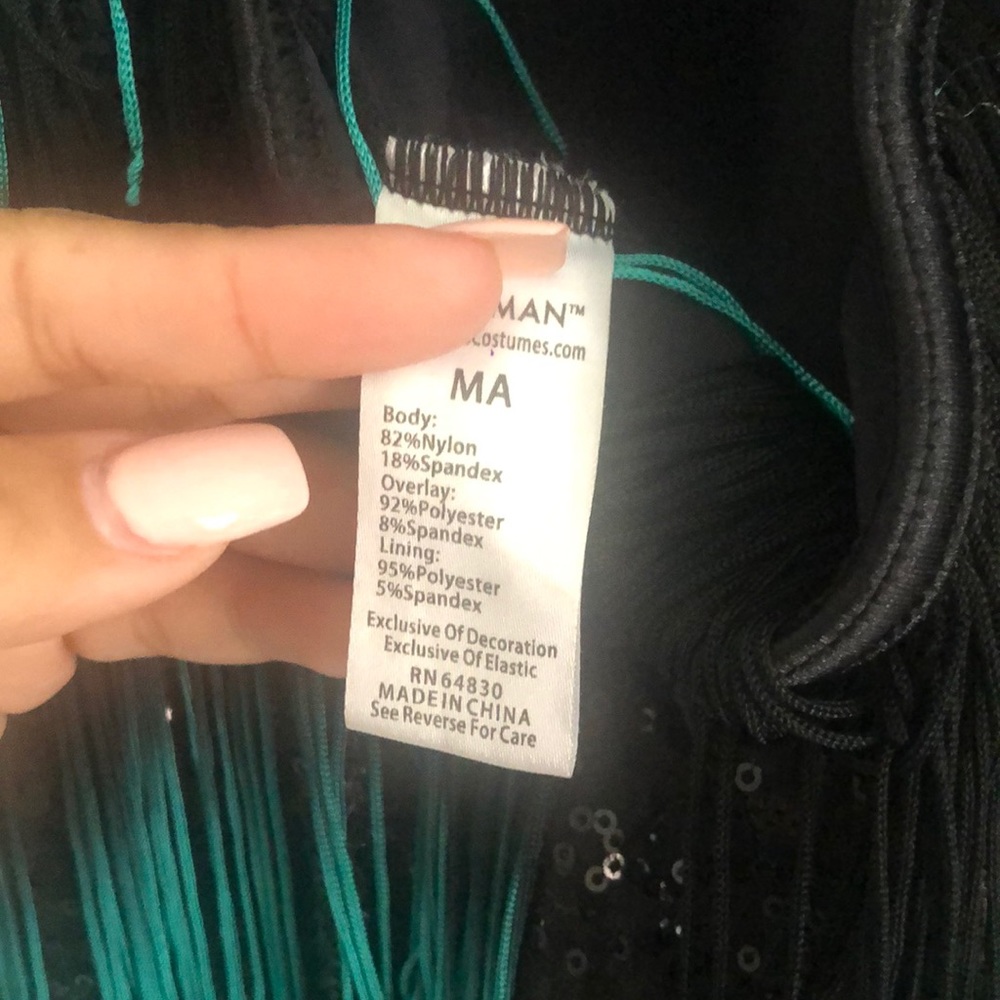 MAN™
costumes.com
MA
Body:
82%Nylon
18%Spandex
Overlay:
92%Polyester
8%Spandex
Lining:
95%Polyester
5%Spandex
Exclusive Of Decoration
Exclusive Of Elastic
RN 64830
MADE IN CHINA
See Reverse For Care